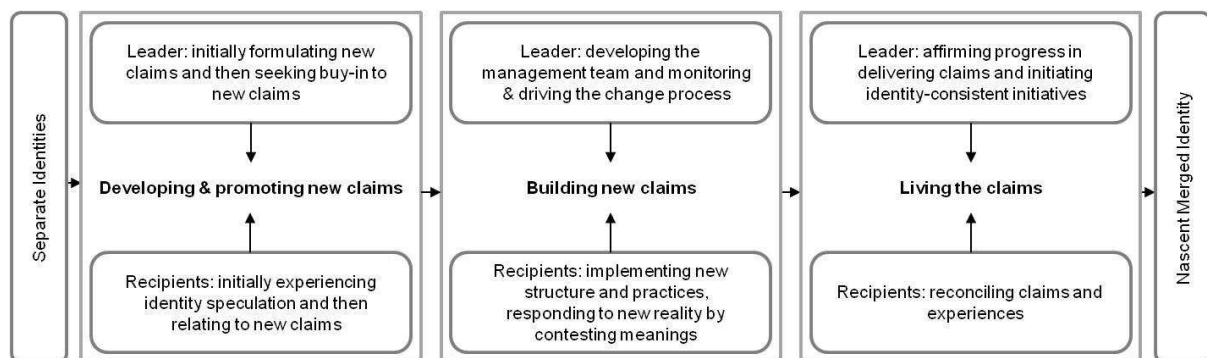 Separate Identities
Leader: initially formulating new
claims and then seeking buy-in to
new claims
Developing & promoting new claims
Recipients: initially experiencing
identity speculation and then
relating to new claims
Leader: developing the
management team and monitoring
& driving the change process
Building new claims
Recipients: implementing new
structure and practices,
responding to new reality by
contesting meanings
Leader: affirming progress in
delivering claims and initiating
identity-consistent initiatives
Living the claims
Recipients: reconciling claims and
experiences
Nascent Merged Identity